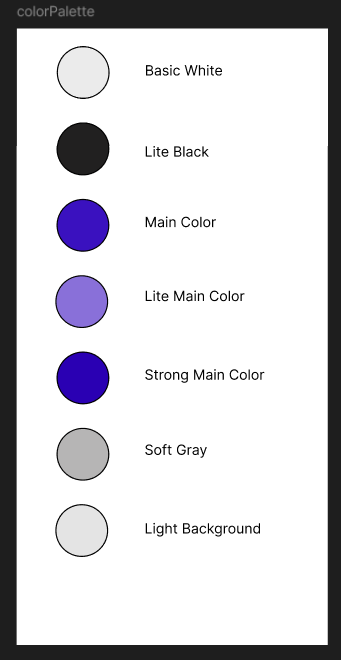 colorPalette
Basic White
Lite Black
Main Color
Lite Main Color
Strong Main Color
Soft Gray
Light Background